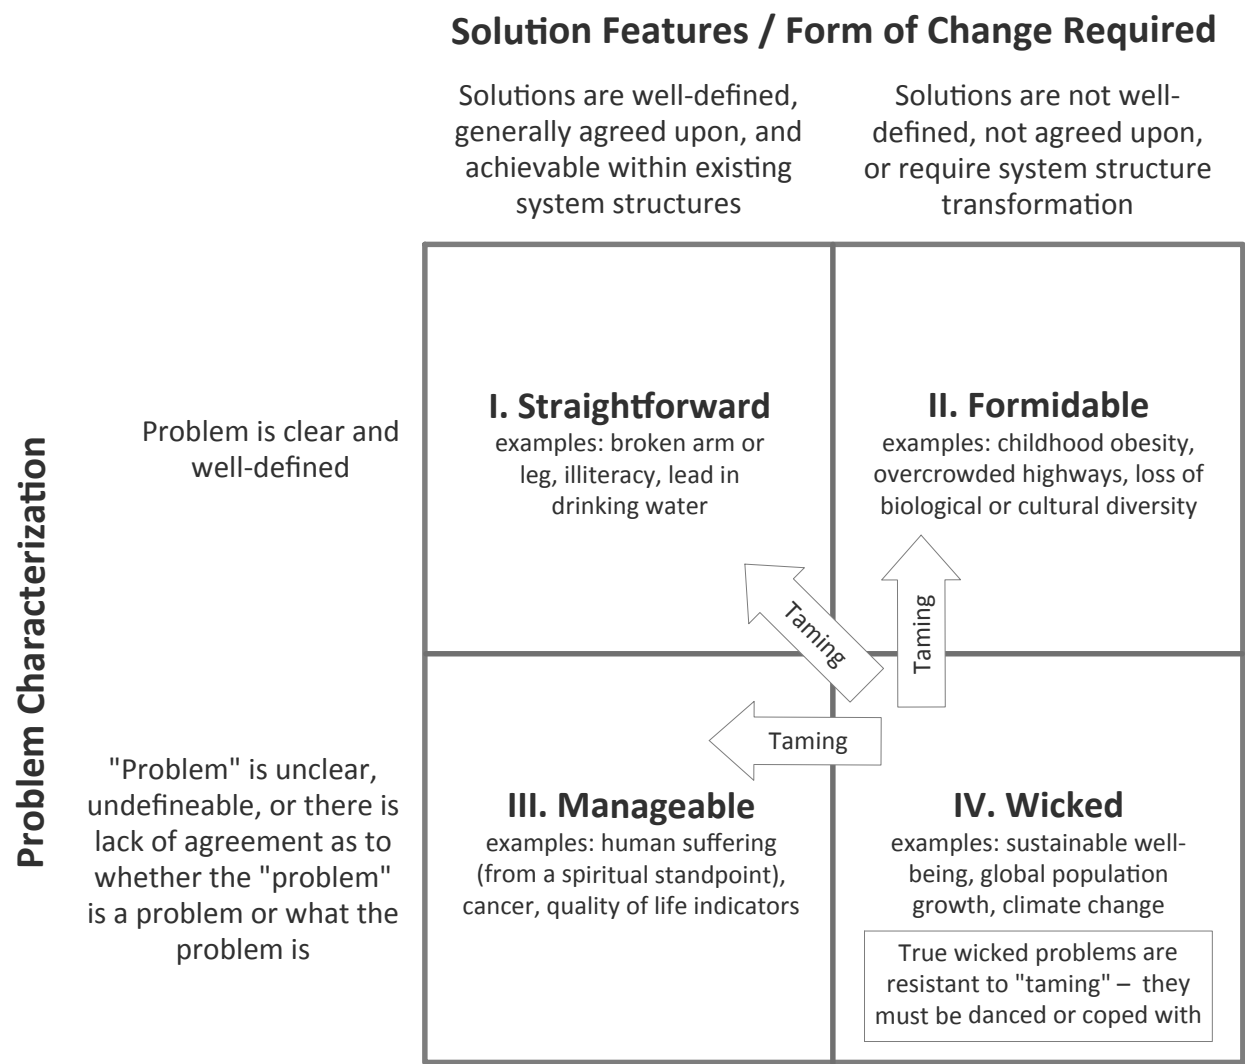 Solution Features / Form of Change Required
Solutions are well-defined,
generally agreed upon, and
achievable within existing
system structures
Solutions are not well-
defined, not agreed upon,
or require system structure
transformation
Problem Characterization
Problem is clear and
well-defined
I. Straightforward
examples: broken arm or
leg, illiteracy, lead in
drinking water
II. Formidable
examples: childhood obesity,
overcrowded highways, loss of
biological or cultural diversity
Taming
Taming
Taming
"Problem" is unclear,
undefineable, or there is
lack of agreement as to
whether the "problem"
is a problem or what the
problem is
III. Manageable
examples: human suffering
(from a spiritual standpoint),
cancer, quality of life indicators
IV. Wicked
examples: sustainable well-
being, global population
growth, climate change
True wicked problems are
resistant to "taming" – they
must be danced or coped with